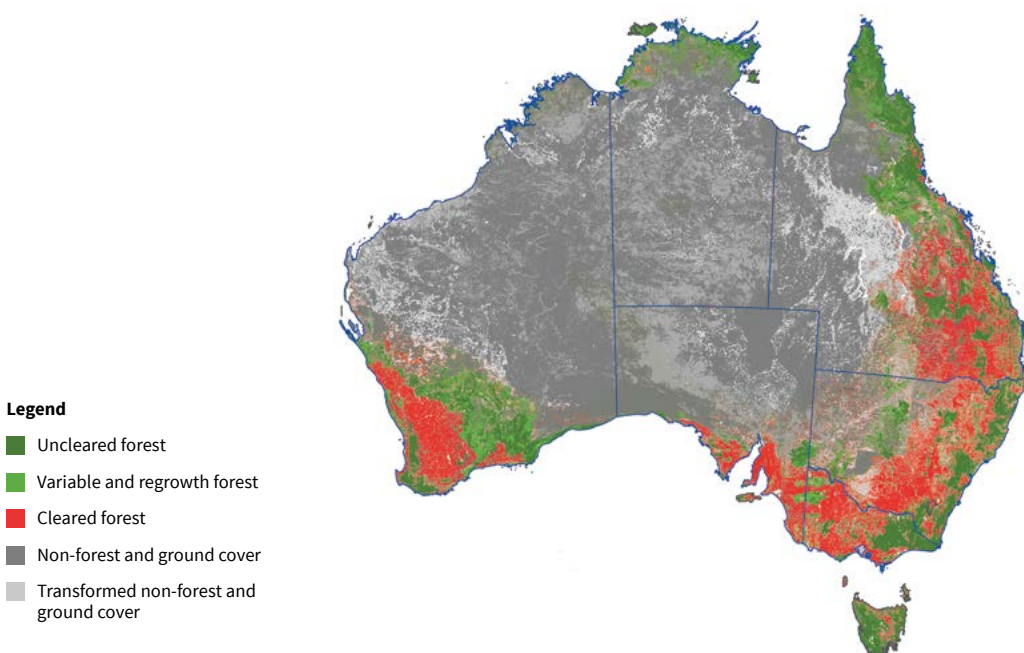 Legend
Uncleared forest
Variable and regrowth forest
Cleared forest
Non-forest and ground cover
Transformed non-forest and
ground cover